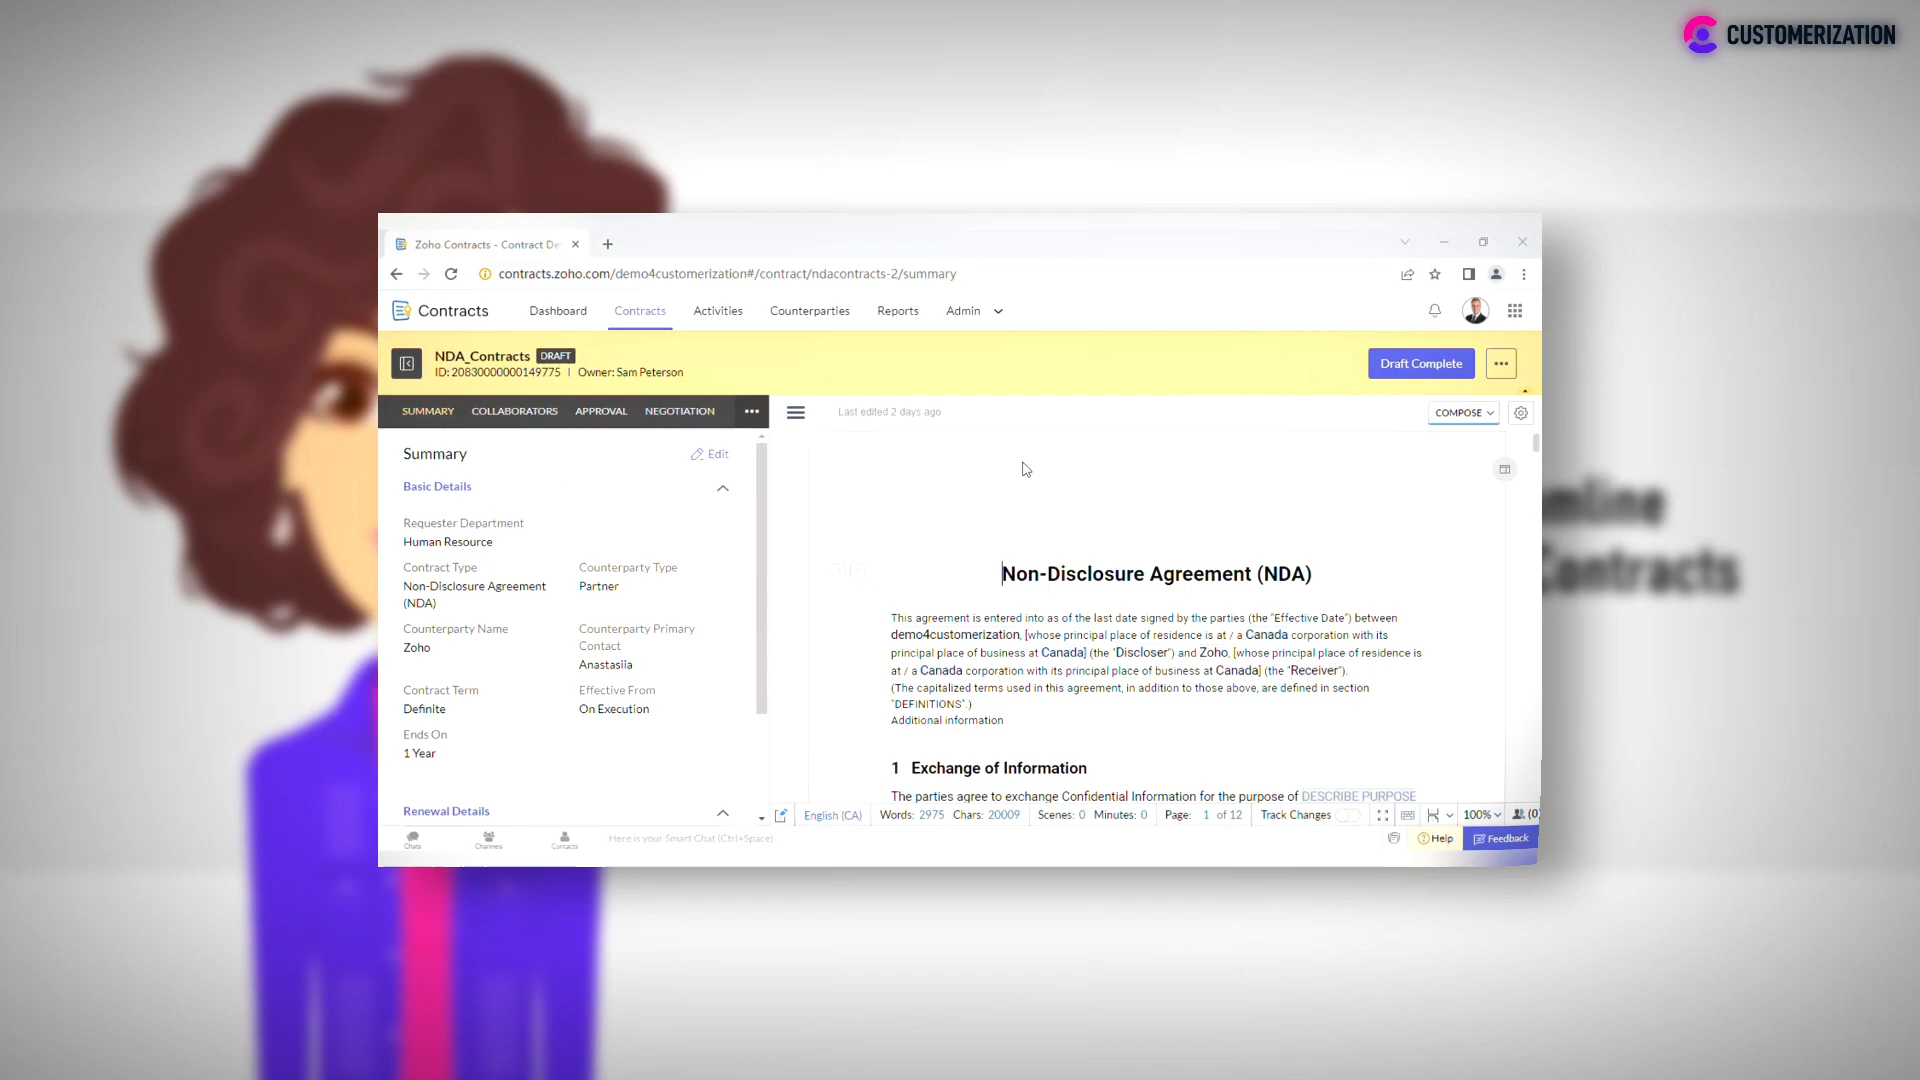 CUSTOMERIZATION
Zoho Contracts - Contract De
contracts.zoho.com/demo4customerization#/contract/ndacontracts-2/summary
Contracts Dashboard Contracts Activities Counterparties Reports Admin
NDA_Contracts DRAFT
ID: 20830000000149775 | Owner: Sam Peterson
Draft Complete
SUMMARY COLLABORATORS APPROVAL NEGOTIATION
Last edited 2 days ago
COMPOSE
Summary
Edit
Basic Details
Requester Department
Human Resource
Contract Type
Non-Disclosure Agreement
(NDA)
Counterparty Type
Partner
Counterparty Name
Zoho
Counterparty Primary
Contact
Anastasiia
Contract Term
Definite
Effective From
On Execution
Ends On
1 Year
Renewal Details
Non-Disclosure Agreement (NDA)
This agreement is entered into as of the last date signed by the parties (the "Effective Date") between
demo4customerization, [whose principal place of residence is at / a Canada corporation with its
principal place of business at Canada] (the "Discloser") and Zoho, [whose principal place of residence is
at / a Canada corporation with its principal place of business at Canada] (the "Receiver").
(The capitalized terms used in this agreement, in addition to those above, are defined in section
"DEFINITIONS".)
Additional information
1 Exchange of Information
The parties agree to exchange Confidential Information for the purpose of DESCRIBE PURPOSE
English (CA) Words: 2975 Chars: 20009 Scenes: 0 Minutes: 0 Page: 1 of 12 Track Changes 100% (0
Chats Channels Contacts Here is your Smart Chat (Ctrl+Space) Help Feedback
mline
Contracts